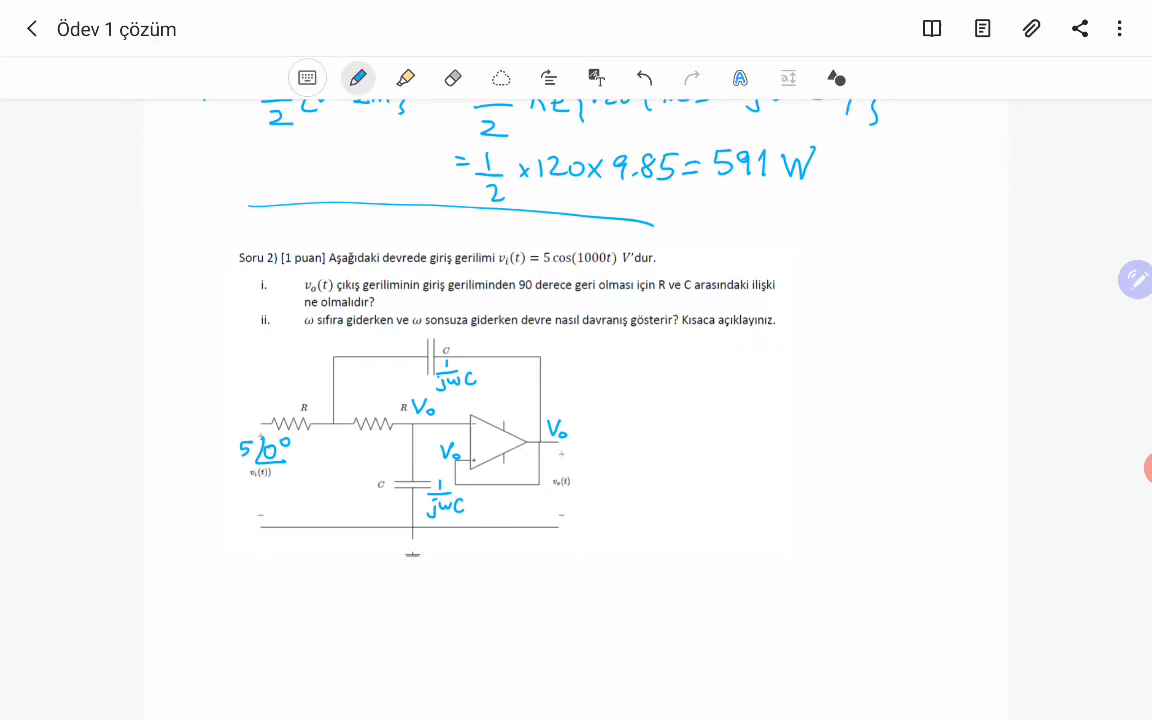 Ödev 1 çözüm
= 1/2 × 120 × 9.85 = 591 W
Soru 2) [1 puan] Aşağıdaki devrede giriş gerilimi vᵢ(t) = 5 cos(1000t) V'dur.
i. vₒ(t) çıkış geriliminin giriş geriliminden 90 derece geri olması için R ve C arasındaki ilişki
ne olmalıdır?
ii. ω sıfıra giderken ve ω sonsuza giderken devre nasıl davranış gösterir? Kısaca açıklayınız.
C
1/jωC
R
R
Vₒ
Vₒ
5∠0°
Vₒ
+
-
+
+
vᵢ(t))
C
1/jωC
vₒ(t)
-
-